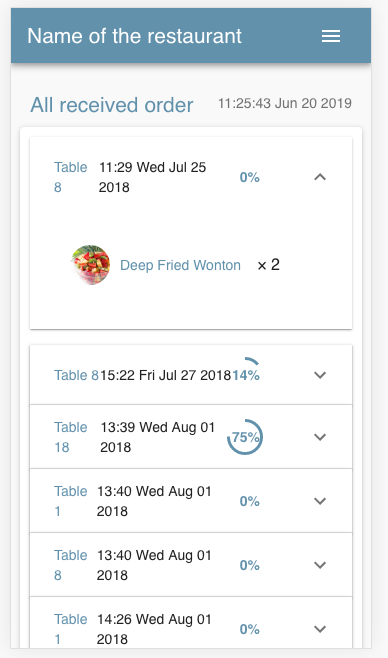 Name of the restaurant
All received order 11:25:43 Jun 20 2019
Table 11:29 Wed Jul 25 0%
8 2018
Deep Fried Wonton × 2
Table 8 15:22 Fri Jul 27 2018 14%
Table 13:39 Wed Aug 01 75%
18 2018
Table 13:40 Wed Aug 01 0%
1 2018
Table 13:40 Wed Aug 01 0%
8 2018
Table 14:26 Wed Aug 01 0%
1 2018